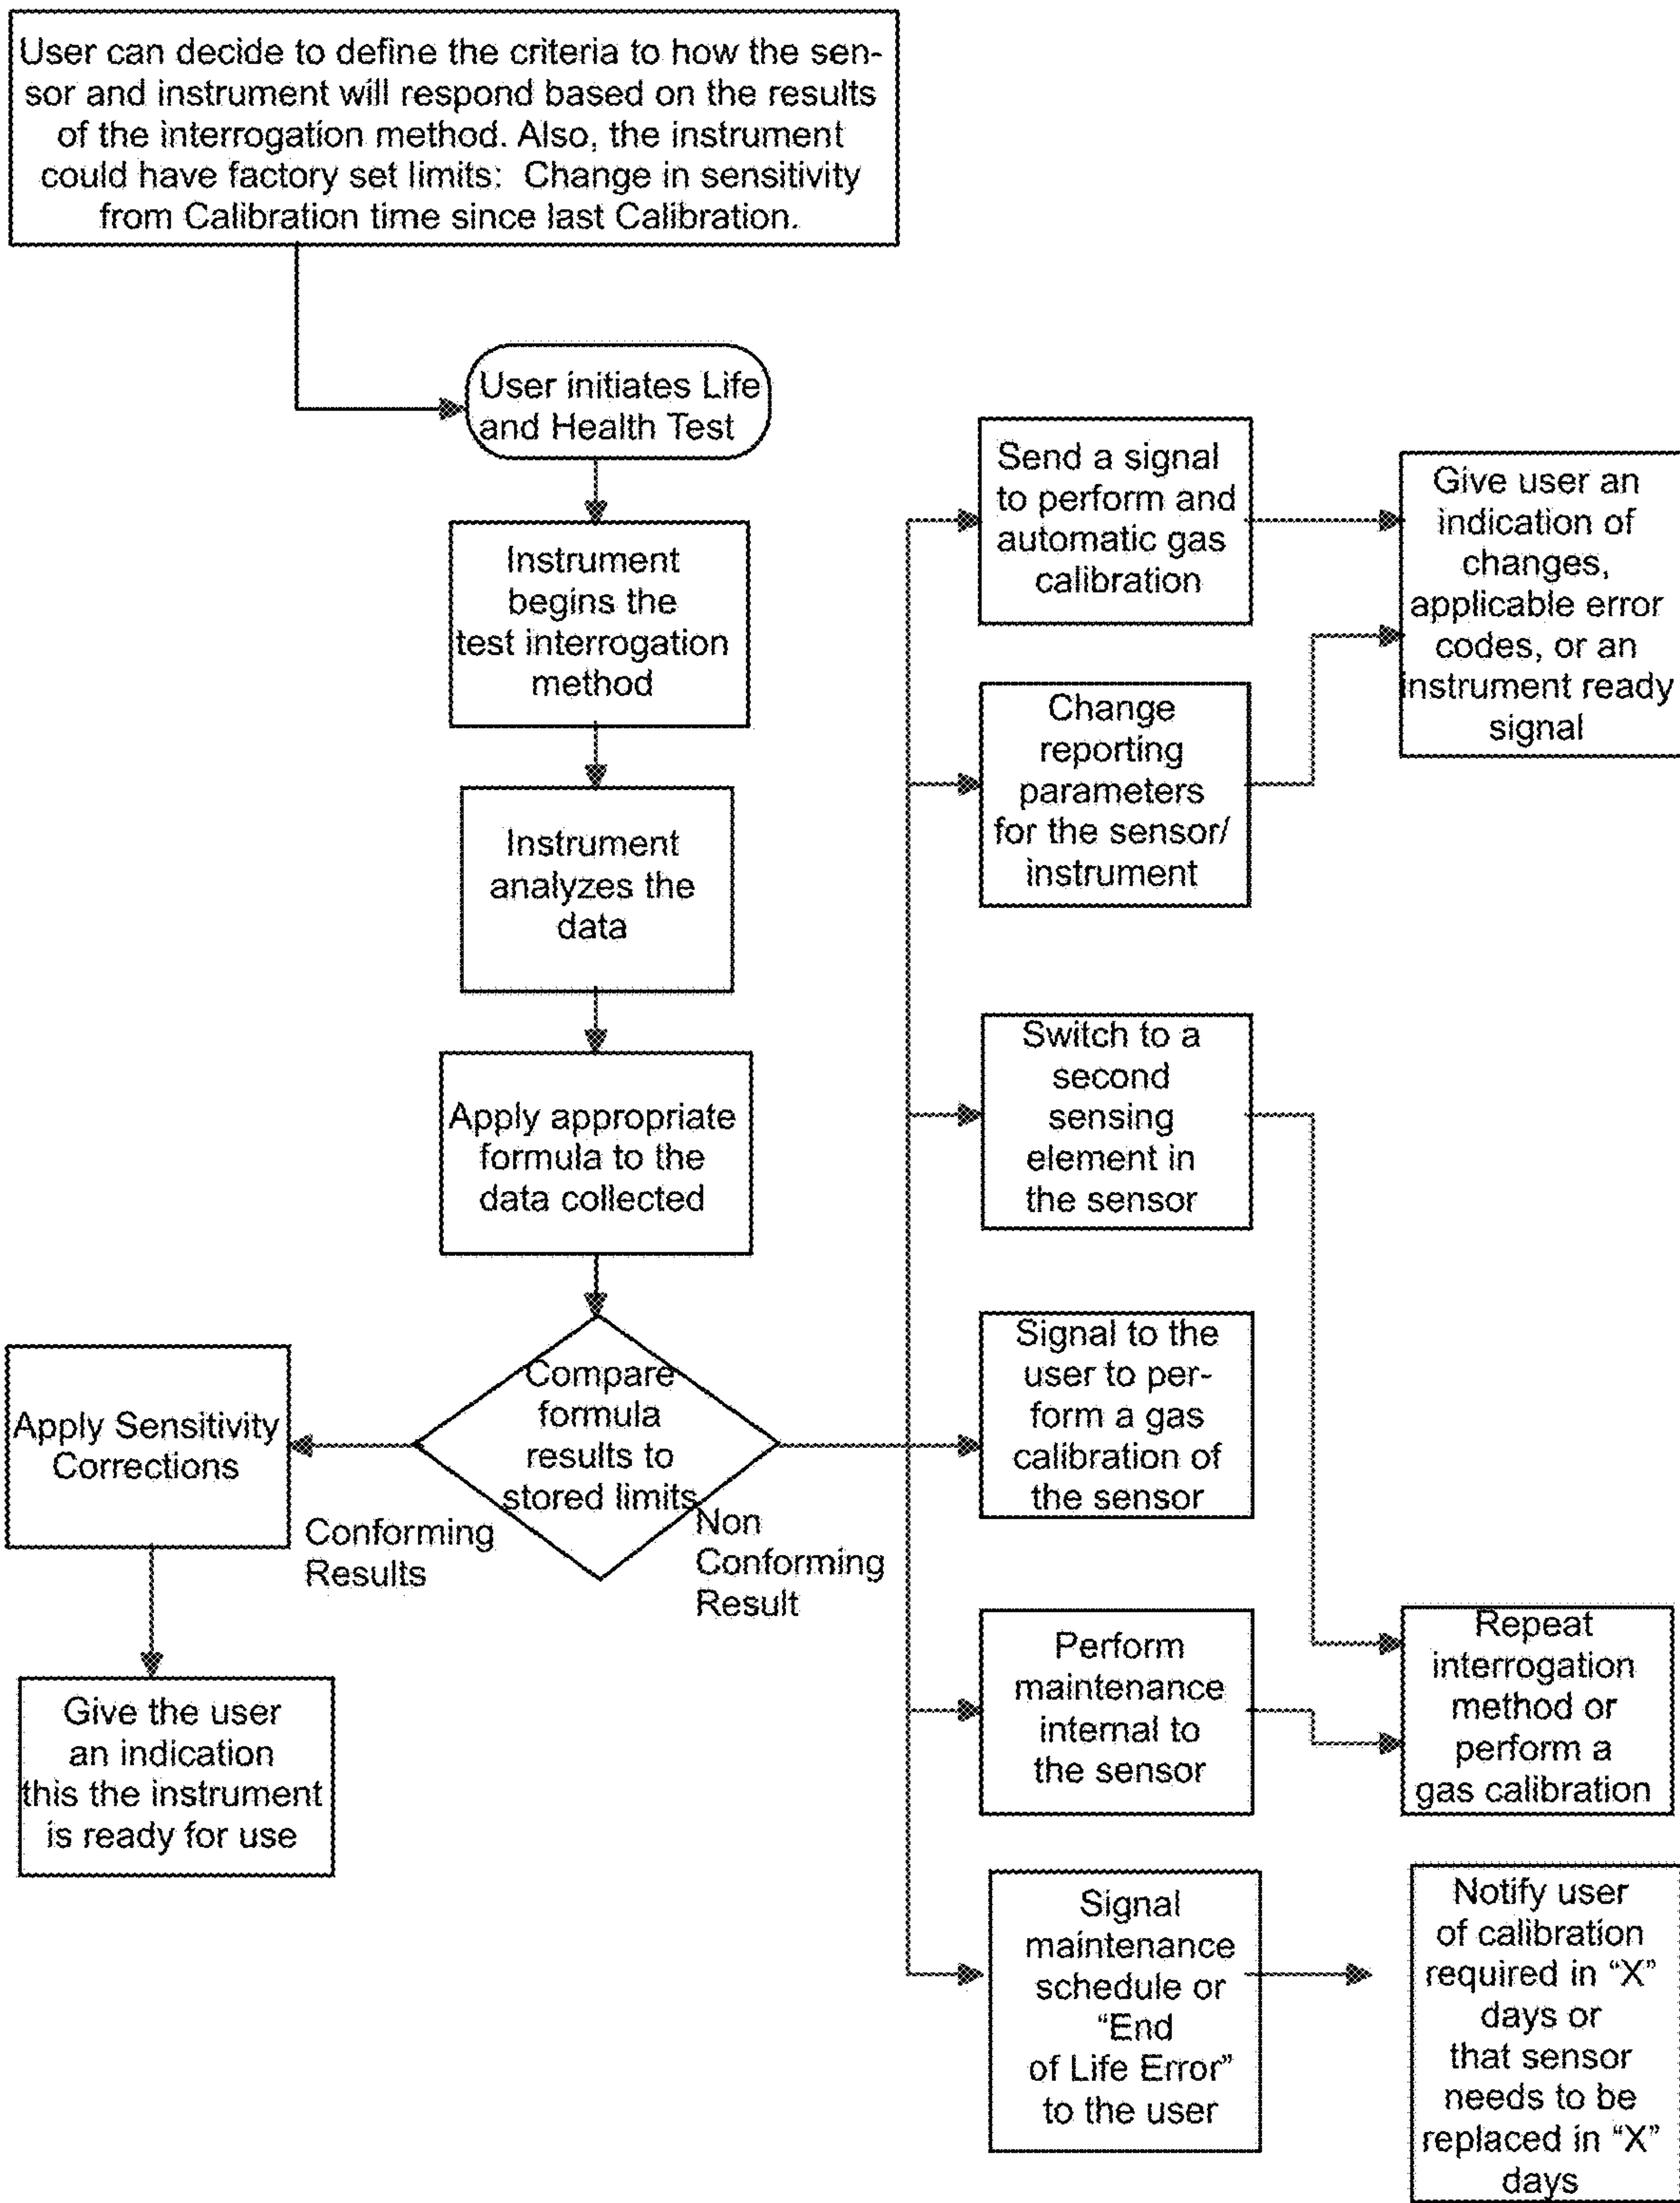 User can decide to define the criteria to how the sen-
sor and instrument will respond based on the results
of the interrogation method. Also, the instrument
could have factory set limits: Change in sensitivity
from Calibration time since last Calibration.
User initiates Life
and Health Test
Instrument
begins the
test interrogation
method
Instrument
analyzes the
data
Apply appropriate
formula to the
data collected
Compare
formula
results to
stored limits
Conforming
Results
Non
Conforming
Result
Apply Sensitivity
Corrections
Give the user
an indication
this the instrument
is ready for use
Send a signal
to perform and
automatic gas
calibration
Change
reporting
parameters
for the sensor/
instrument
Give user an
indication of
changes,
applicable error
codes, or an
instrument ready
signal
Switch to a
second
sensing
element in
the sensor
Signal to the
user to per-
form a gas
calibration of
the sensor
Perform
maintenance
internal to
the sensor
Repeat
interrogation
method or
perform a
gas calibration
Signal
maintenance
schedule or
“End
of Life Error”
to the user
Notify user
of calibration
required in “X”
days or
that sensor
needs to be
replaced in “X”
days